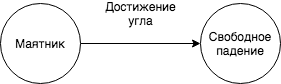 Достижение
угла
Маятник
Свободное
падение